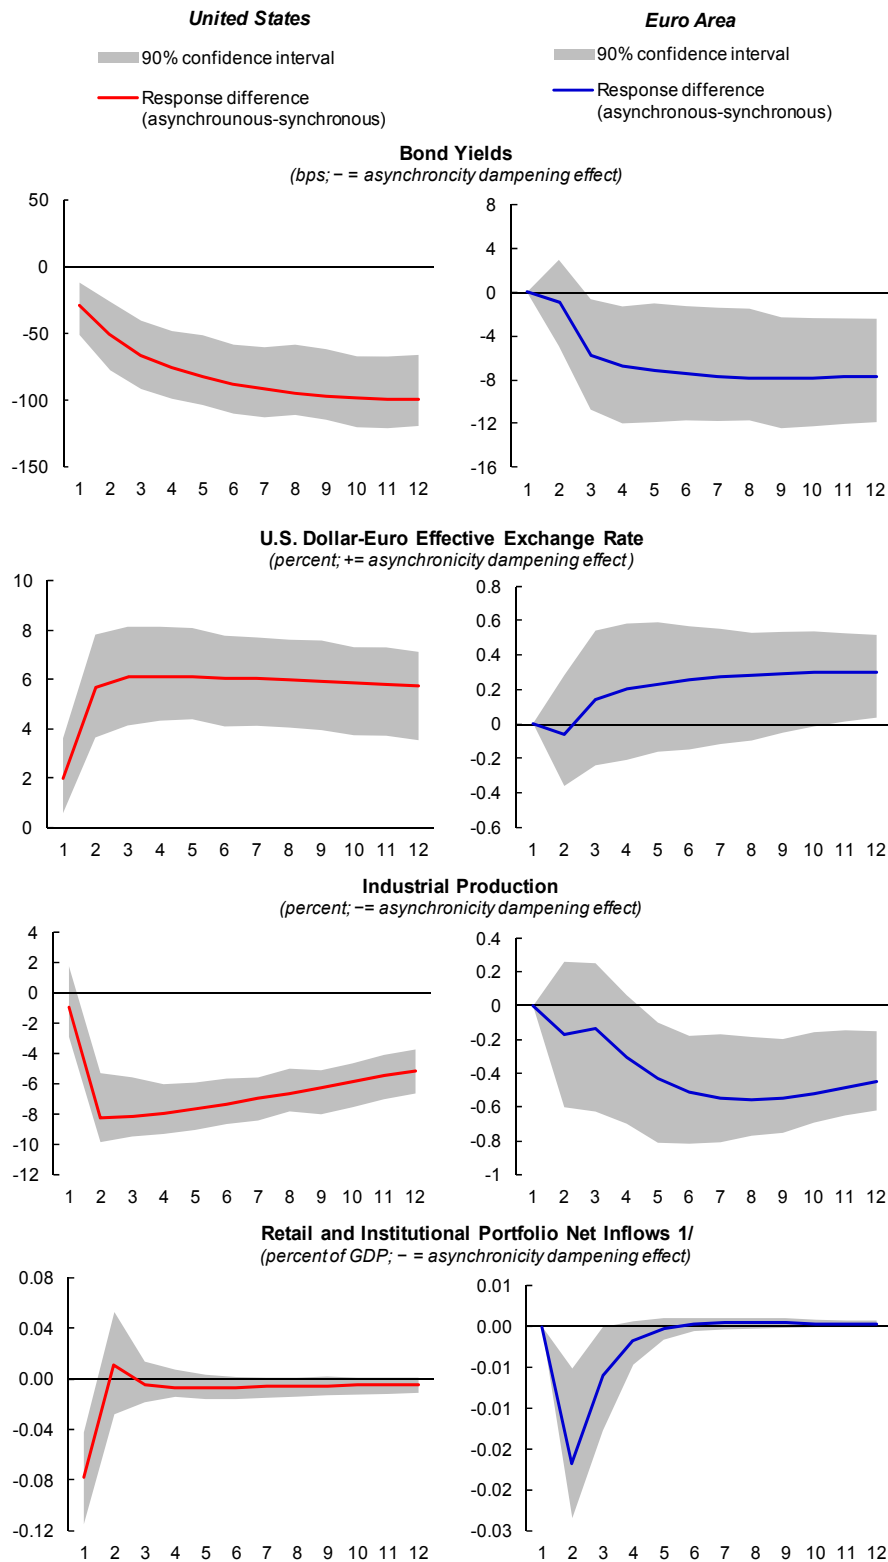 United States
Euro Area
90% confidence interval
90% confidence interval
Response difference
(asynchrounous-synchronous)
Response difference
(asynchronous-synchronous)
Bond Yields
(bps; − = asynchroncity dampening effect)
50
0
-50
-100
-150
1 2 3 4 5 6 7 8 9 10 11 12
8
4
0
-4
-8
-12
-16
1 2 3 4 5 6 7 8 9 10 11 12
U.S. Dollar-Euro Effective Exchange Rate
(percent; += asynchronicity dampening effect )
10
8
6
4
2
0
1 2 3 4 5 6 7 8 9 10 11 12
0.8
0.6
0.4
0.2
0
-0.2
-0.4
-0.6
1 2 3 4 5 6 7 8 9 10 11 12
Industrial Production
(percent; −= asynchronicity dampening effect)
4
2
0
-2
-4
-6
-8
-10
-12
1 2 3 4 5 6 7 8 9 10 11 12
0.4
0.2
0
-0.2
-0.4
-0.6
-0.8
-1
1 2 3 4 5 6 7 8 9 10 11 12
Retail and Institutional Portfolio Net Inflows 1/
(percent of GDP; − = asynchronicity dampening effect)
0.08
0.04
0.00
-0.04
-0.08
-0.12
1 2 3 4 5 6 7 8 9 10 11 12
0.01
0.00
-0.01
-0.01
-0.02
-0.02
-0.03
1 2 3 4 5 6 7 8 9 10 11 12